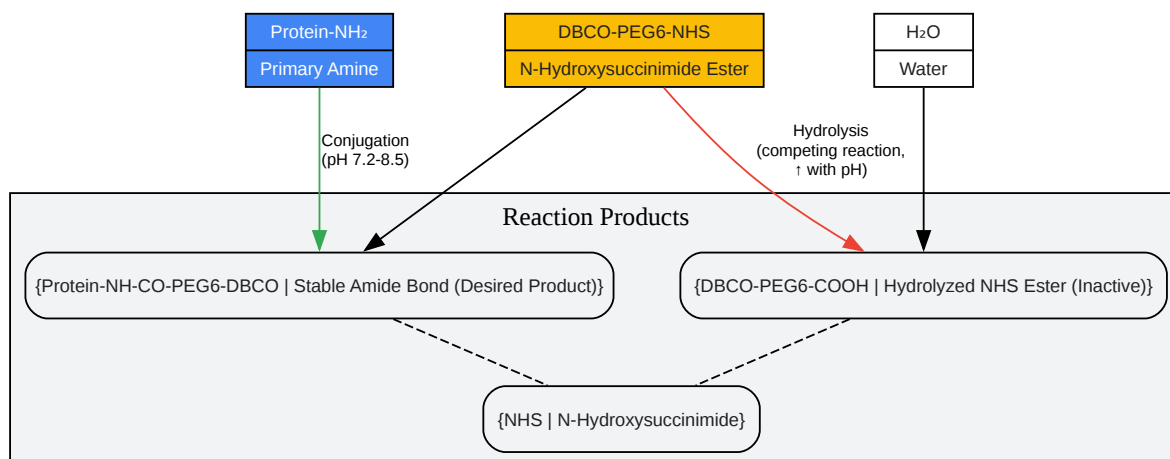 Protein-NH₂
Primary Amine
DBCO-PEG6-NHS
N-Hydroxysuccinimide Ester
H₂O
Water
Conjugation
(pH 7.2-8.5)
Hydrolysis
(competing reaction,
↑ with pH)
Reaction Products
{Protein-NH-CO-PEG6-DBCO | Stable Amide Bond (Desired Product)}
{DBCO-PEG6-COOH | Hydrolyzed NHS Ester (Inactive)}
{NHS | N-Hydroxysuccinimide}